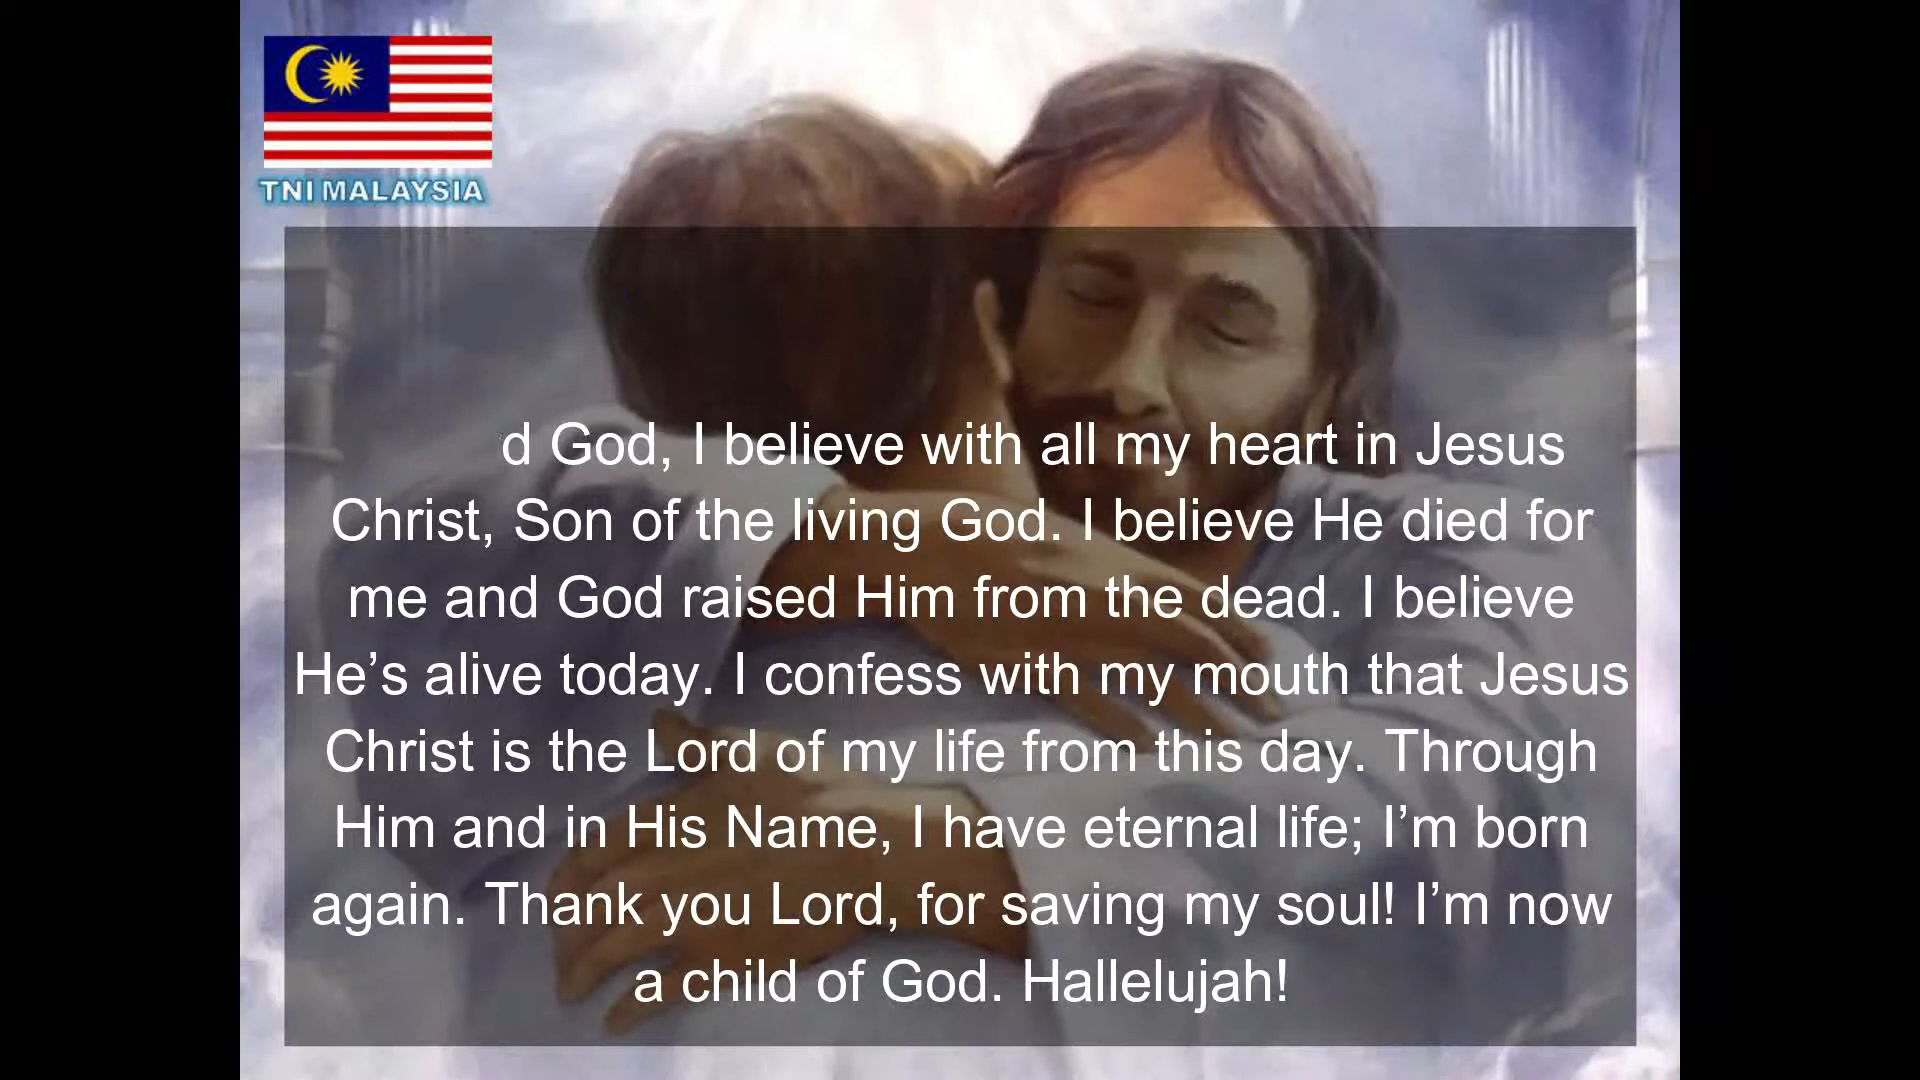 TNI MALAYSIA
d God, I believe with all my heart in Jesus
Christ, Son of the living God. I believe He died for
me and God raised Him from the dead. I believe
He’s alive today. I confess with my mouth that Jesus
Christ is the Lord of my life from this day. Through
Him and in His Name, I have eternal life; I’m born
again. Thank you Lord, for saving my soul! I’m now
a child of God. Hallelujah!